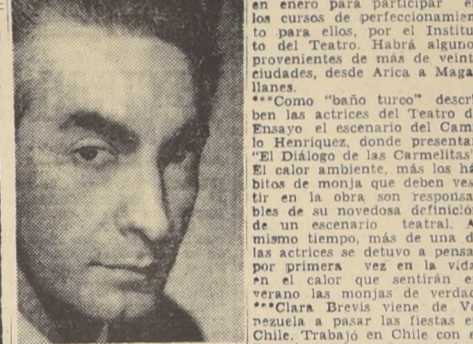 en enero para participar e
los cursos de perfeccionamien
to para ellos, por el Institu
to del Teatro. Habrá alguno
provenientes de más de veint
ciudades, desde Arica a Maga
llanes.
***Como "baño turco" descri
ben las actrices del Teatro d
Ensayo el escenario del Cami
lo Henríquez, donde presenta
"El Diálogo de las Carmelitas"
El calor ambiente, más los há
bitos de monja que deben ves
tir en la obra son responsa
bles de su novedosa definición
de un escenario teatral. A
mismo tiempo, más de una d
las actrices se detuvo a pensa
por primera vez en la vida
en el calor que sentirán e
verano las monjas de verdad
***Clara Brevis viene de Ve
nezuela a pasar las fiestas e
Chile. Trabajó en Chile con e